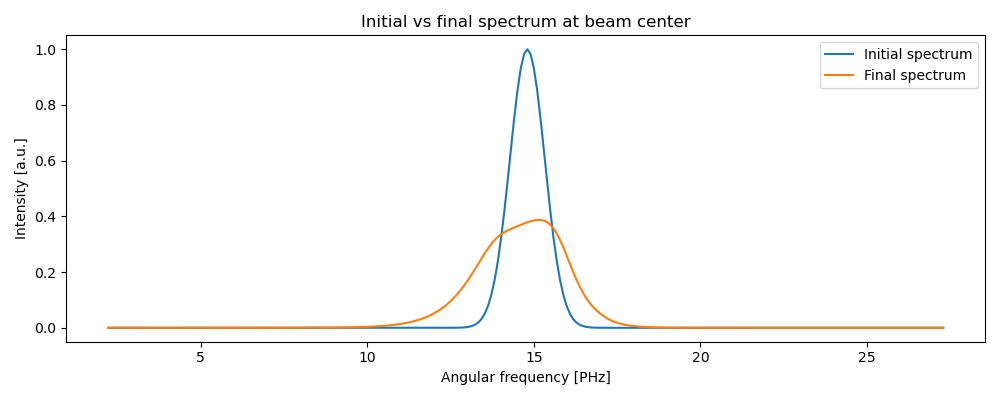 Initial vs final spectrum at beam center
Intensity [a.u.]
1.0
0.8
0.6
0.4
0.2
0.0
Initial spectrum
Final spectrum
5
10
15
20
25
Angular frequency [PHz]